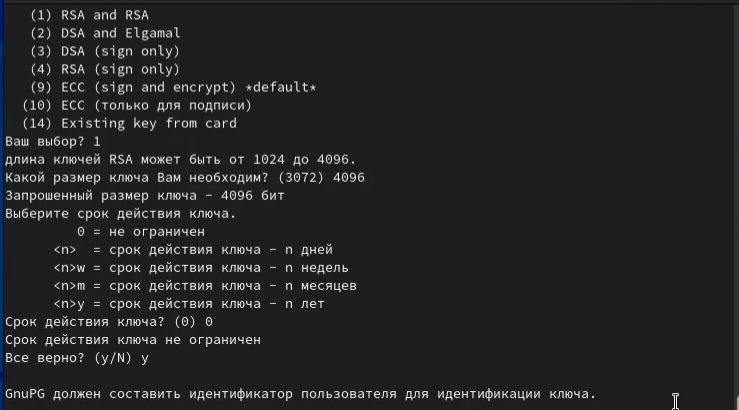 (1) RSA and RSA
(2) DSA and Elgamal
(3) DSA (sign only)
(4) RSA (sign only)
(9) ECC (sign and encrypt) *default*
(10) ECC (только для подписи)
(14) Existing key from card
Ваш выбор? 1
длина ключей RSA может быть от 1024 до 4096.
Какой размер ключа Вам необходим? (3072) 4096
Запрошенный размер ключа - 4096 бит
Выберите срок действия ключа.
0 = не ограничен
<n> = срок действия ключа - n дней
<n>w = срок действия ключа - n недель
<n>m = срок действия ключа - n месяцев
<n>y = срок действия ключа - n лет
Срок действия ключа? (0) 0
Срок действия ключа не ограничен
Все верно? (y/N) y
GnuPG должен составить идентификатор пользователя для идентификации ключа.